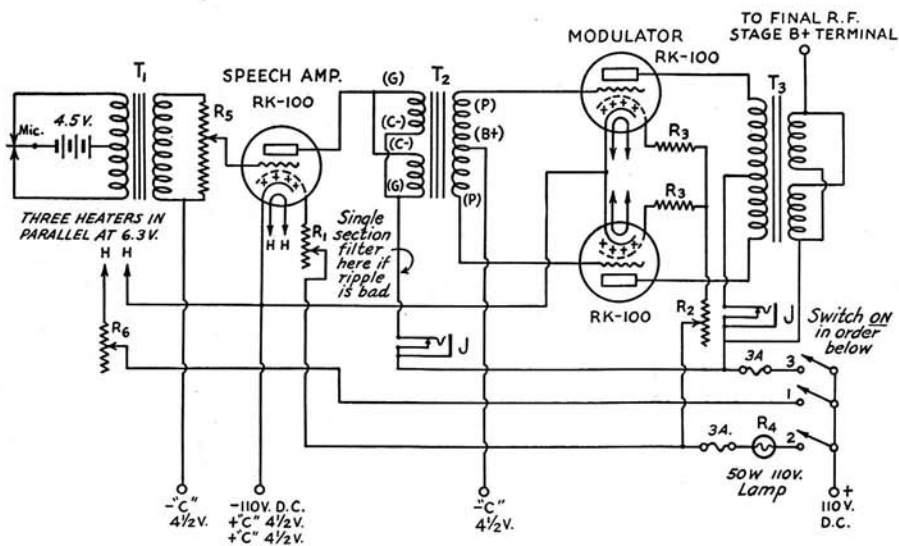 TO FINAL R.F.
STAGE B+ TERMINAL
MODULATOR
RK-100
T1
SPEECH AMP.
RK-100
(G)
T2
(P)
T3
Mic.
4.5 V.
R5
(C-)
(C-)
(B+)
R3
R3
(G)
(P)
THREE HEATERS IN
PARALLEL AT 6.3 V.
H H
H H
R1
Single
section
filter
here if
ripple
is bad
RK-100
R2
R6
J
J
Switch ON
in order
below
3A
3
1
3A.
R4
2
50W 110V.
Lamp
-"C"
4½V.
-110V. D.C.
+"C" 4½V.
+"C" 4½V.
-"C"
4½V.
+
110V.
D.C.